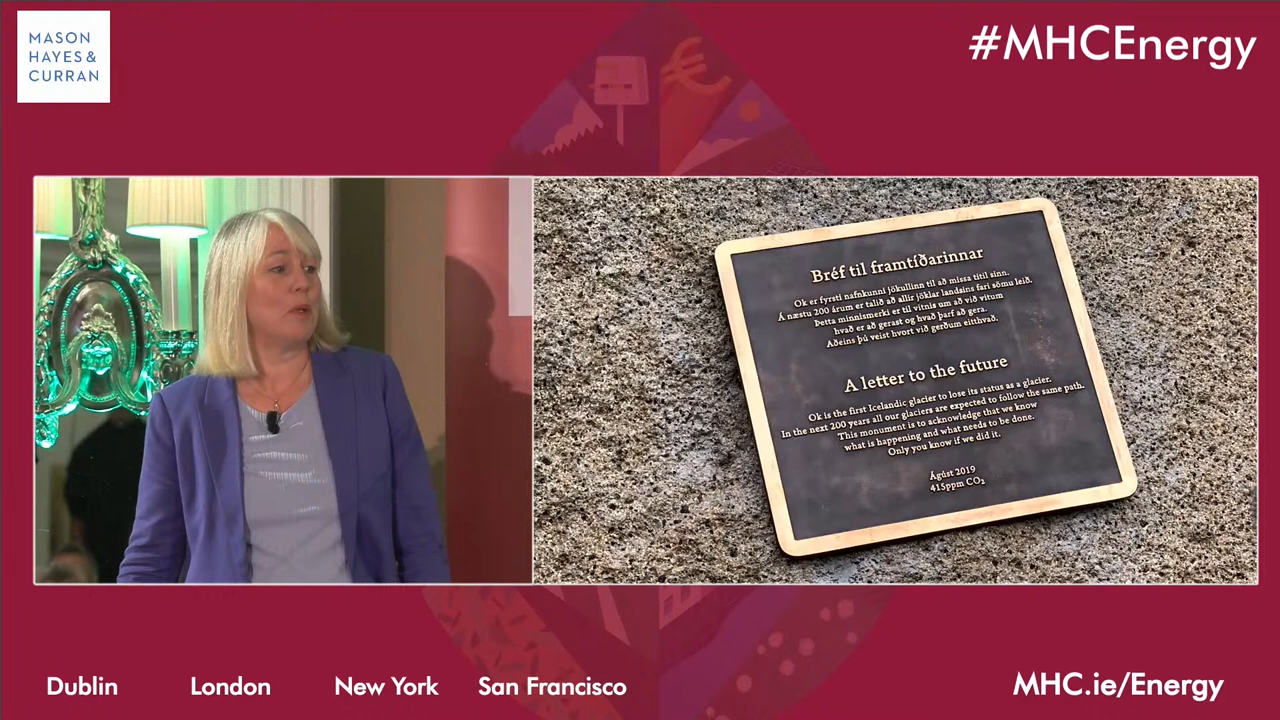 MASON
HAYES &
CURRAN
#MHCEnergy
Bréf til framtíðarinnar
Ok er fyrsti nafnkunni jökullinn til að missa titil sinn.
Á næstu 200 árum er talið að allir jöklar landsins fari sömu leið.
Þetta minnismerki er til vitnis um að við vitum
hvað er að gerast og hvað þarf að gera.
Aðeins þú veist hvort við gerðum eitthvað.
A letter to the future
Ok is the first Icelandic glacier to lose its status as a glacier.
In the next 200 years all our glaciers are expected to follow the same path.
This monument is to acknowledge that we know
what is happening and what needs to be done.
Only you know if we did it.
Ágúst 2019
415ppm CO₂
Dublin
London
New York
San Francisco
MHC.ie/Energy